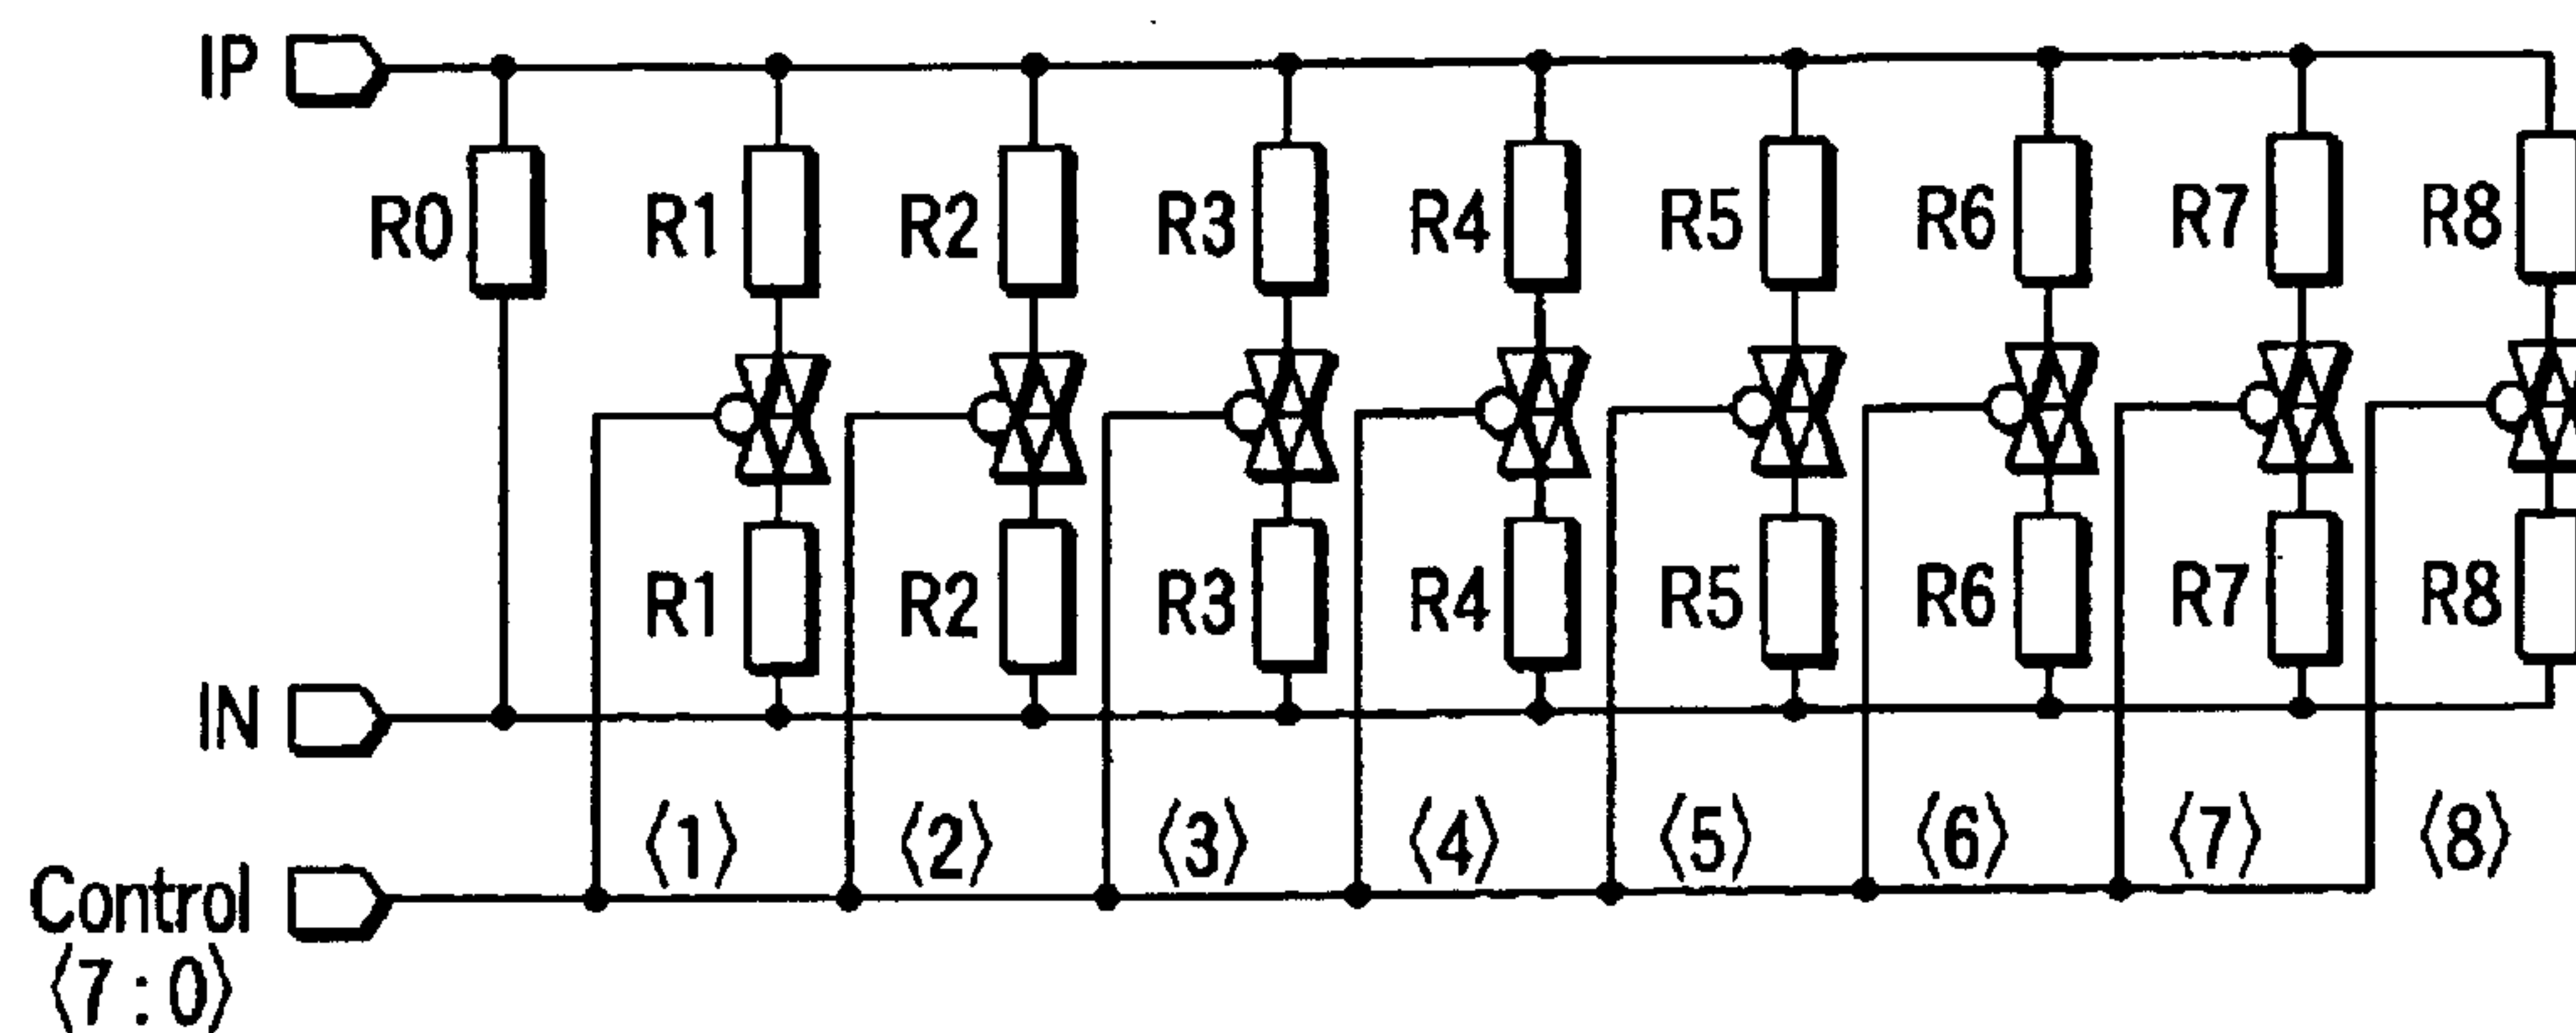 IP
R0 R1 R2 R3 R4 R5 R6 R7 R8
R1 R2 R3 R4 R5 R6 R7 R8
IN
⟨1⟩ ⟨2⟩ ⟨3⟩ ⟨4⟩ ⟨5⟩ ⟨6⟩ ⟨7⟩ ⟨8⟩
Control
⟨7 : 0⟩